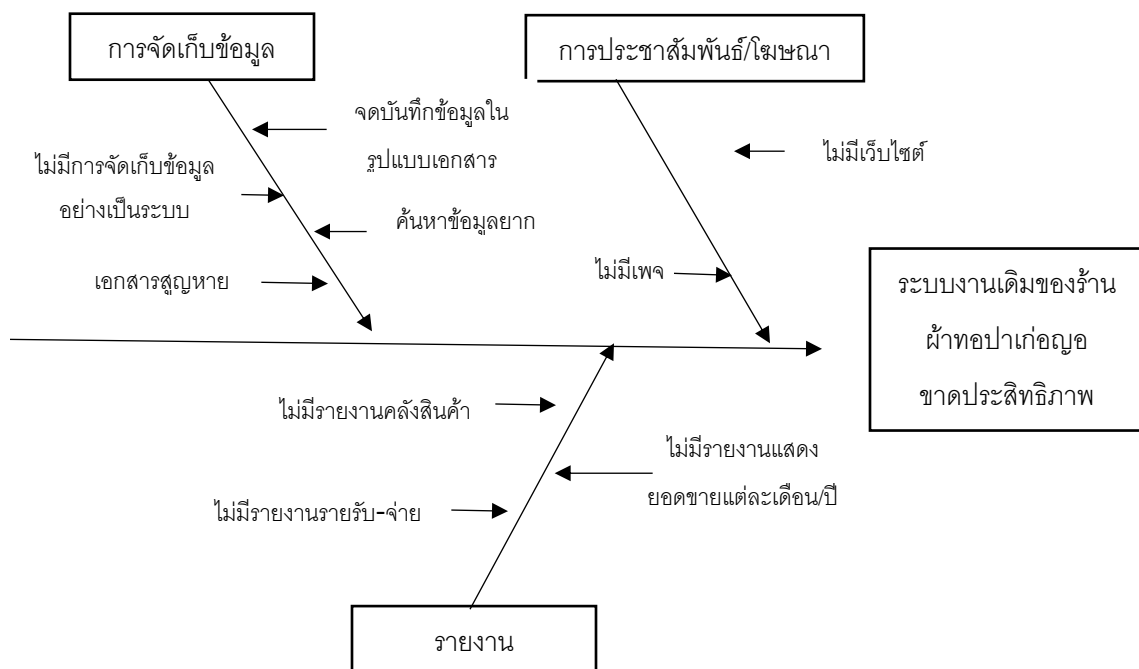 การจัดเก็บข้อมูล
การประชาสัมพันธ์/โฆษณา
จดบันทึกข้อมูลใน
รูปแบบเอกสาร
ไม่มีเว็บไซต์
ไม่มีการจัดเก็บข้อมูล
อย่างเป็นระบบ
ค้นหาข้อมูลยาก
เอกสารสูญหาย
ไม่มีเพจ
ระบบงานเดิมของร้าน
ผ้าทอปาเก่อญอ
ขาดประสิทธิภาพ
ไม่มีรายงานคลังสินค้า
ไม่มีรายงานแสดง
ยอดขายแต่ละเดือน/ปี
ไม่มีรายงานรายรับ-จ่าย
รายงาน